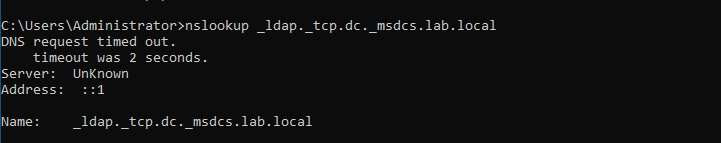 C:\Users\Administrator>nslookup _ldap._tcp.dc._msdcs.lab.local
DNS request timed out.
    timeout was 2 seconds.
Server:  UnKnown
Address:  ::1

Name:    _ldap._tcp.dc._msdcs.lab.local